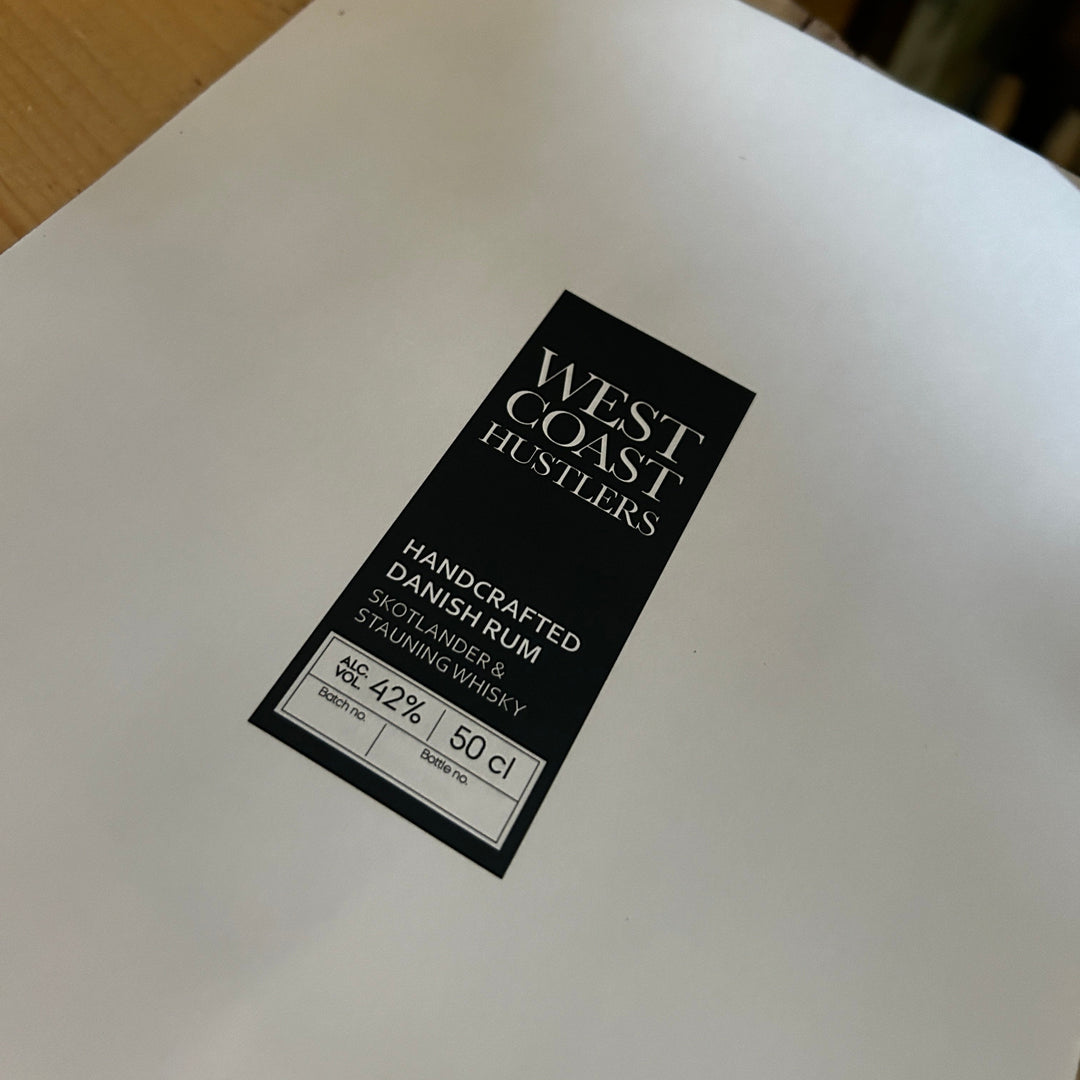 WEST
COAST
HUSTLERS
HANDCRAFTED
DANISH RUM
SKOTLANDER &
STAUNING WHISKY
ALC.
VOL. 42% 50 cl
Batch no. Bottle no.